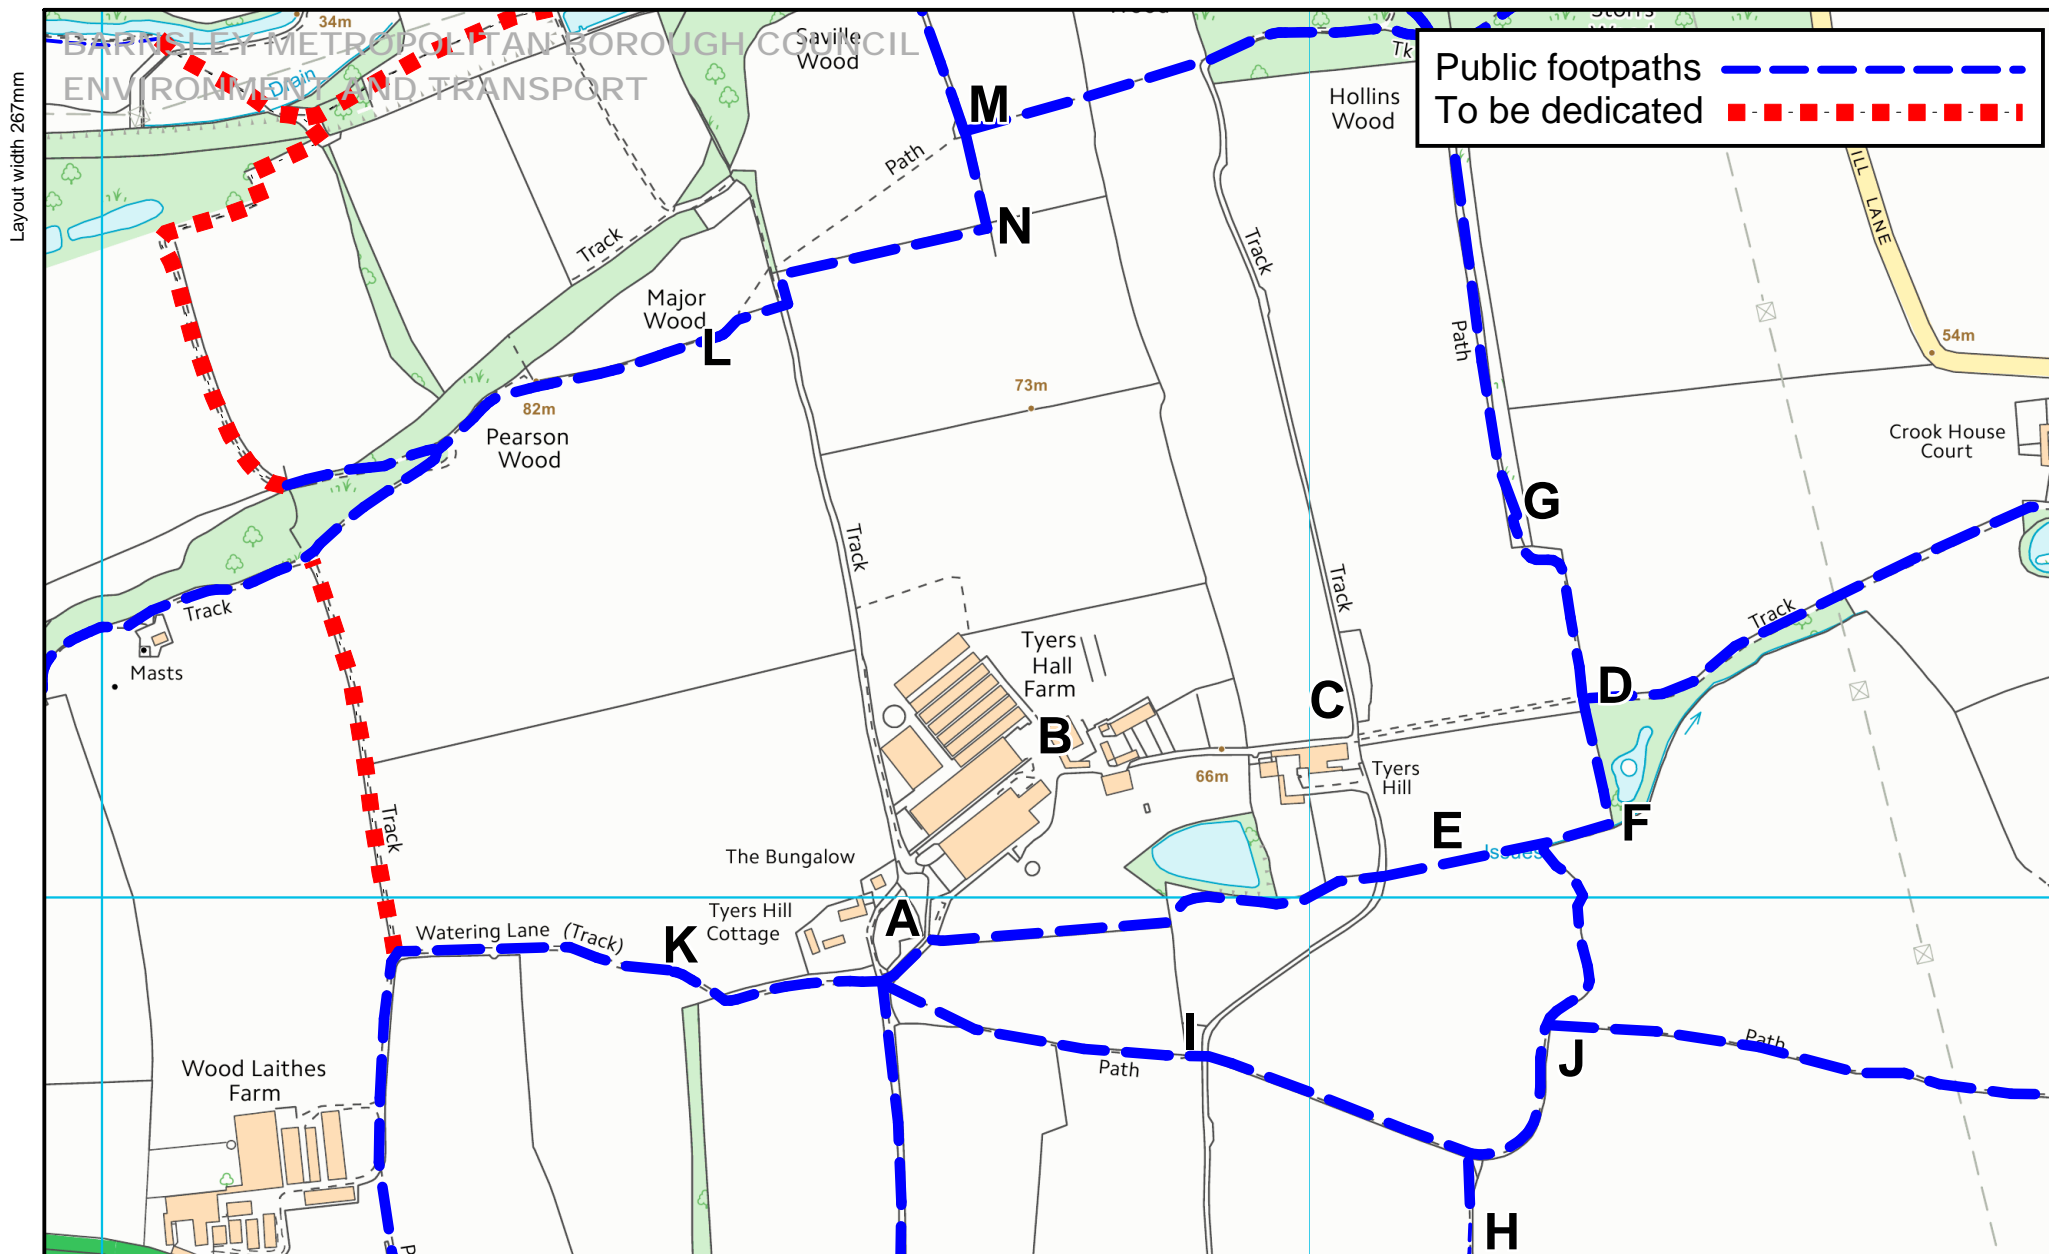 34m
BARNSLEY METROPOLITAN BOROUGH COUNCIL
ENVIRONMENT AND TRANSPORT
Layout width 267mm
Drain
Saville
Wood
Tk
Public footpaths
To be dedicated
Hollins
Wood
M
Path
N
Track
Track
ILL LANE
Major
Wood
L
Path
54m
73m
82m
Pearson
Wood
Crook House
Court
G
Track
Track
Track
Track
Masts
Tyers
Hall
Farm
B
C
D
66m
Tyers
Hill
Track
E
F
Issues
The Bungalow
Tyers Hill
Cottage
A
Watering Lane (Track)
K
I
Path
J
Path
Wood Laithes
Farm
H